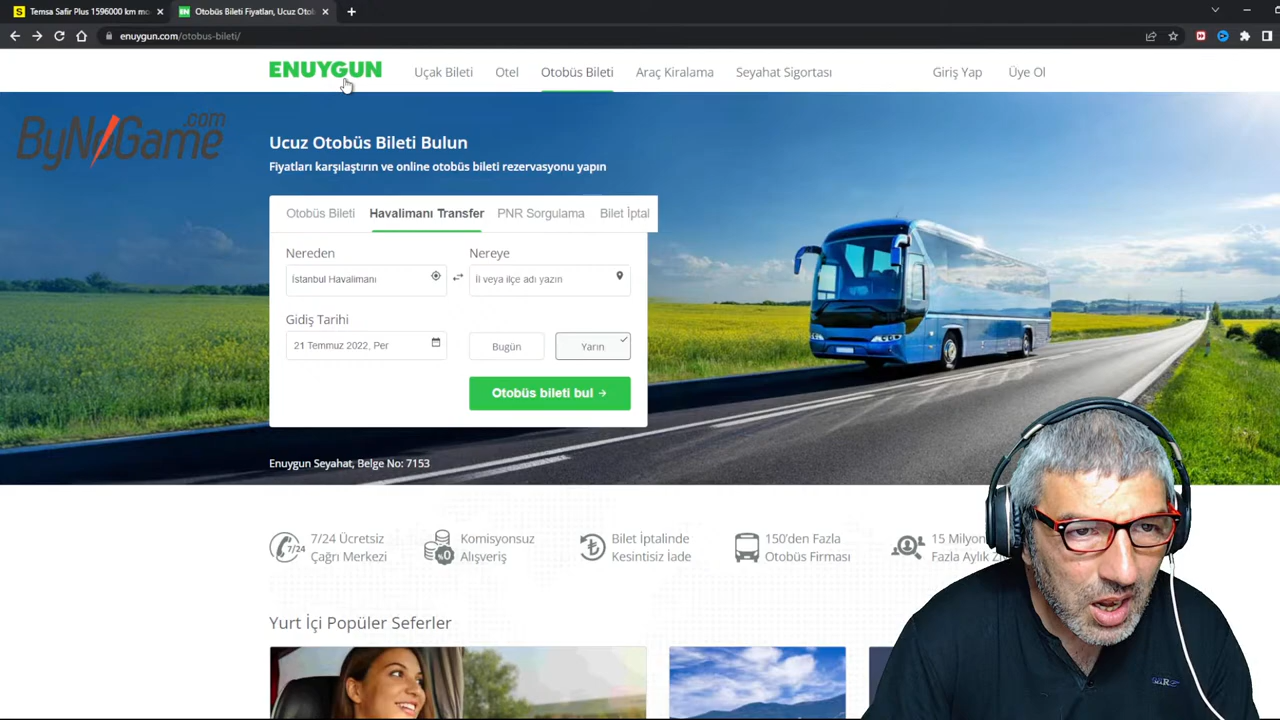 Temsa Safir Plus 1596000 km mo
Otobüs Bileti Fiyatları, Ucuz Oto
enuygun.com/otobus-bileti/
ENUYGUN
Uçak Bileti
Otel
Otobüs Bileti
Araç Kiralama
Seyahat Sigortası
Giriş Yap
Üye Ol
ByNoGame.com
Ucuz Otobüs Bileti Bulun
Fiyatları karşılaştırın ve online otobüs bileti rezervasyonu yapın
Otobüs Bileti
Havalimanı Transfer
PNR Sorgulama
Bilet İptal
Nereden
Nereye
İstanbul Havalimanı
İl veya ilçe adı yazın
Gidiş Tarihi
21 Temmuz 2022, Per
Bugün
Yarın
Otobüs bileti bul
Enuygun Seyahat, Belge No: 7153
7/24
7/24 Ücretsiz
Çağrı Merkezi
%0
Komisyonsuz
Alışveriş
Bilet İptalinde
Kesintisiz İade
150'den Fazla
Otobüs Firması
15 Milyon
Fazla Aylık
Yurt İçi Popüler Seferler